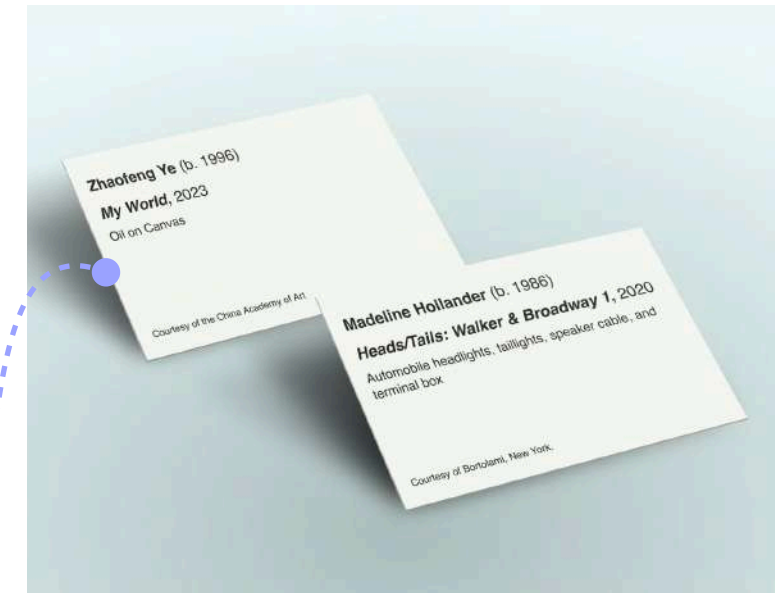 Zhaofeng Ye (b. 1996)
My World, 2023
Oil on Canvas
Courtesy of the China Academy of Art
Madeline Hollander (b. 1986)
Heads/Tails: Walker & Broadway 1, 2020
Automobile headlights, taillights, speaker cable, and
terminal box
Courtesy of Bortolami, New York.